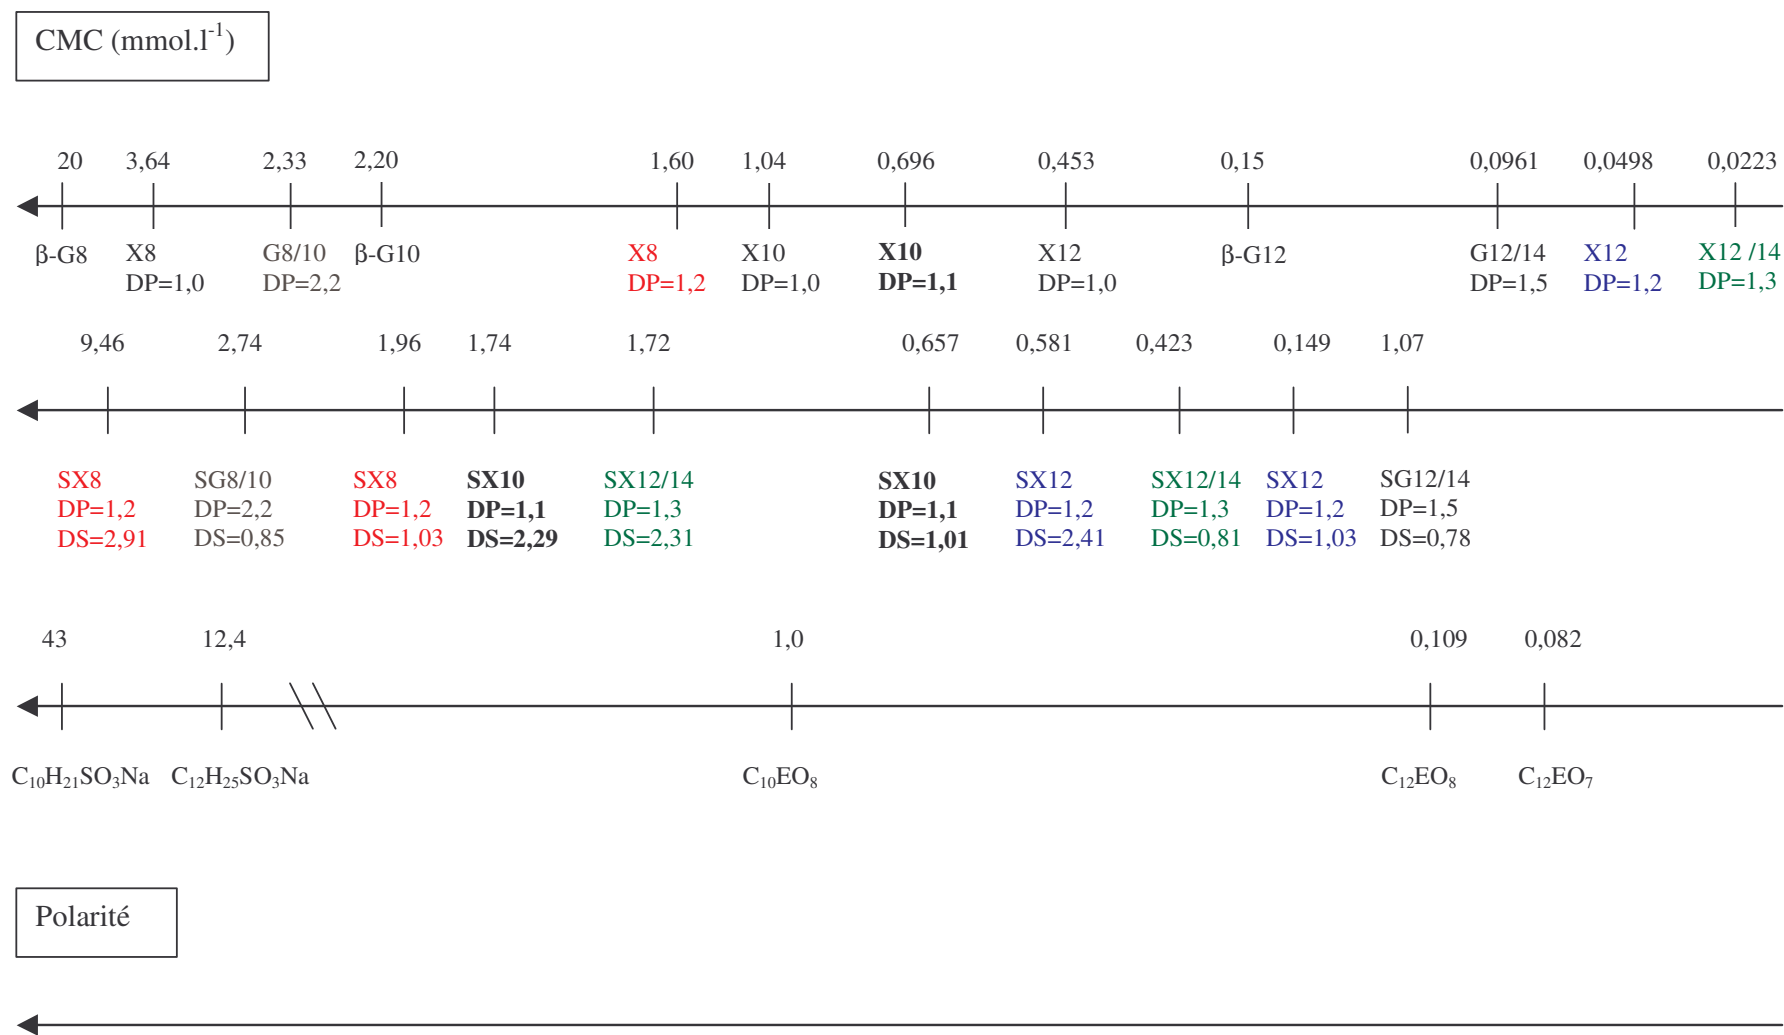 CMC (mmol.l⁻¹)
20 3,64 2,33 2,20 1,60 1,04 0,696 0,453 0,15 0,0961 0,0498 0,0223
β-G8 X8 G8/10 β-G10 X8 X10 X10 X12 β-G12 G12/14 X12 X12 /14
DP=1,0 DP=2,2 DP=1,2 DP=1,0 DP=1,1 DP=1,0 DP=1,5 DP=1,2 DP=1,3
9,46 2,74 1,96 1,74 1,72 0,657 0,581 0,423 0,149 1,07
SX8 SG8/10 SX8 SX10 SX12/14 SX10 SX12 SX12/14 SX12 SG12/14
DP=1,2 DP=2,2 DP=1,2 DP=1,1 DP=1,3 DP=1,1 DP=1,2 DP=1,3 DP=1,2 DP=1,5
DS=2,91 DS=0,85 DS=1,03 DS=2,29 DS=2,31 DS=1,01 DS=2,41 DS=0,81 DS=1,03 DS=0,78
43 12,4 1,0 0,109 0,082
C₁₀H₂₁SO₃Na C₁₂H₂₅SO₃Na C₁₀EO₈ C₁₂EO₈ C₁₂EO₇
Polarité